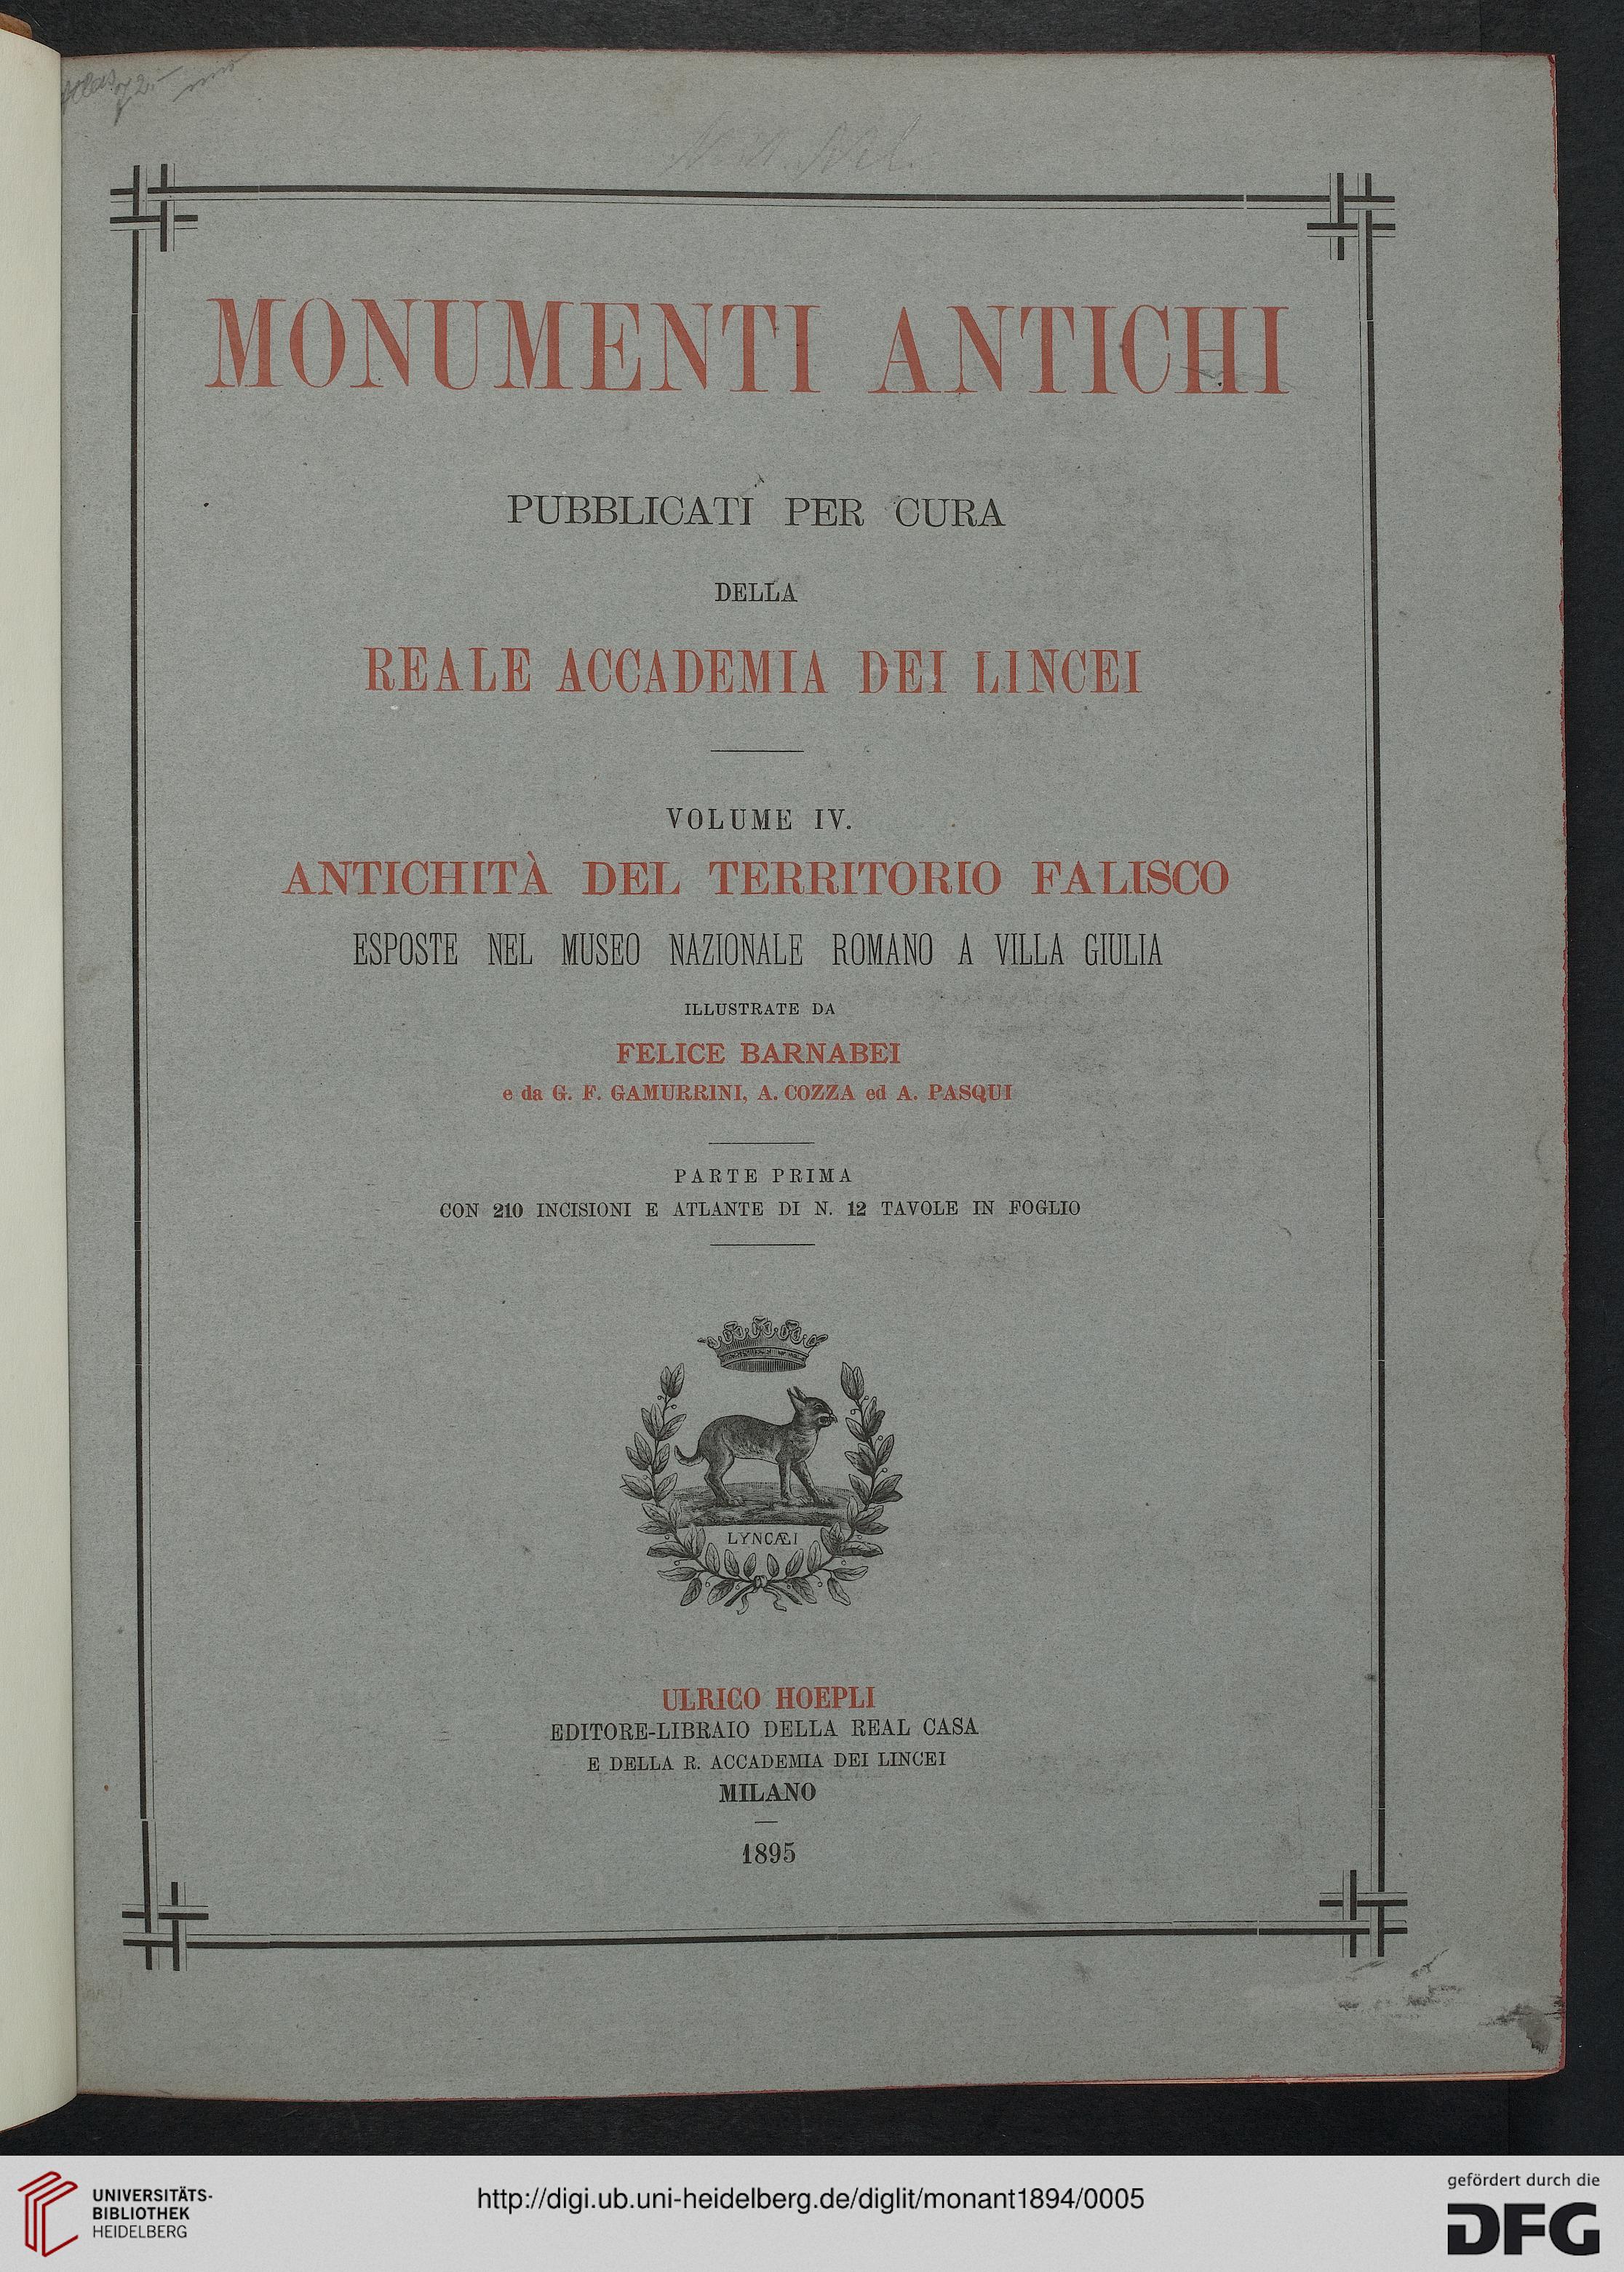 MONUMENTI ANTICHI
PUBBLICATI PER CURA
DELLA
REALE ACCADEMIA DEI LINCEI
VOLUME IV.
ANTICHITÀ DEL TERRITORIO FALISCO
ESPOSTE NEL MUSEO NAZIONALE ROMANO A VILLA GIULIA
ILLUSTRATE DA
FELICE BARNABEI
e da G. F. GAMURRINI, A. COZZA ed A. PASQUI
PARTE PRIMA
CON 210 INCISIONI E ATLANTE DI N. 12 TAVOLE IN FOGLIO
LYNCÆI
ULRICO HOEPLI
EDITORE-LIBRAIO DELLA REAL CASA
E DELLA R. ACCADEMIA DEI LINCEI
MILANO
1895
UNIVERSITÄTS-
BIBLIOTHEK
HEIDELBERG
http://digi.ub.uni-heidelberg.de/diglit/monant1894/0005
gefördert durch die
DFG